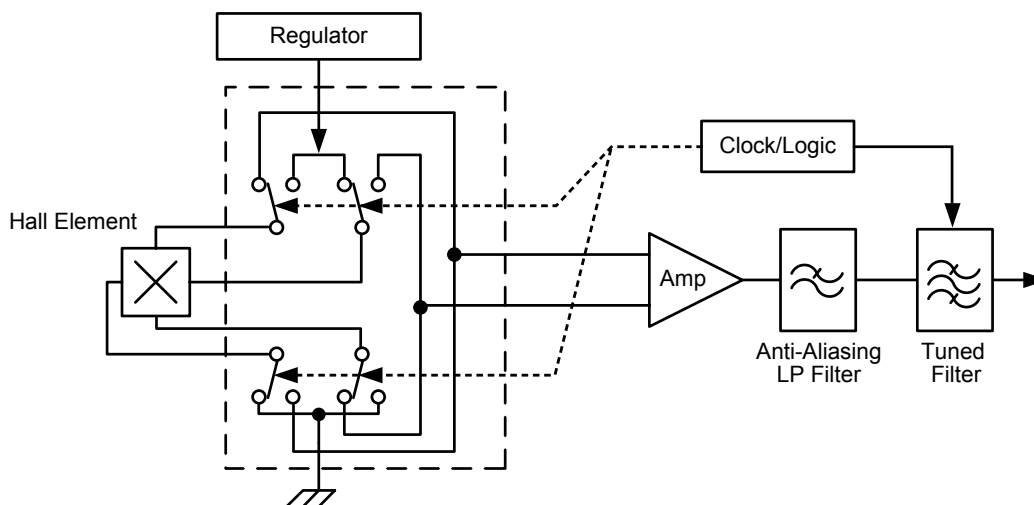 Regulator
Clock/Logic
Hall Element
Amp
Anti-Aliasing
LP Filter
Tuned
Filter